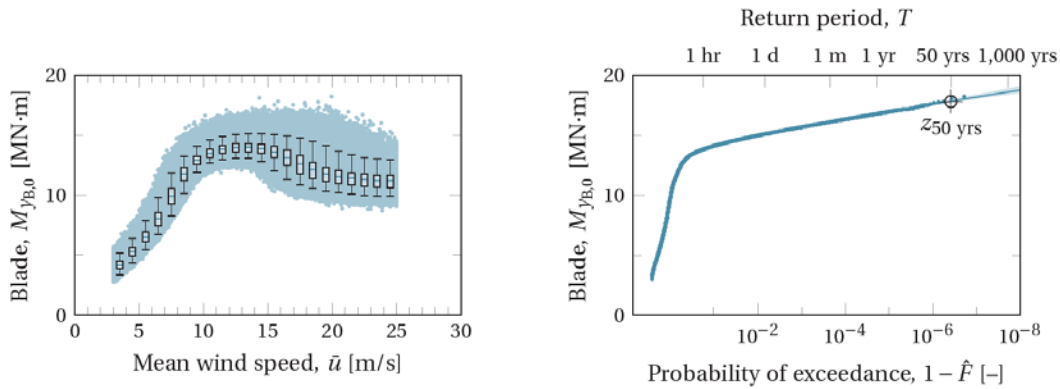 Return period, T
1 hr 1 d 1 m 1 yr 50 yrs 1,000 yrs
20
10
0
Blade, M_{y_{B,0}} [MN·m]
0 5 10 15 20 25 30
Mean wind speed, ū [m/s]
20
10
0
Blade, M_{y_{B,0}} [MN·m]
z_{50 yrs}
10^{-2} 10^{-4} 10^{-6} 10^{-8}
Probability of exceedance, 1 − F̂ [–]